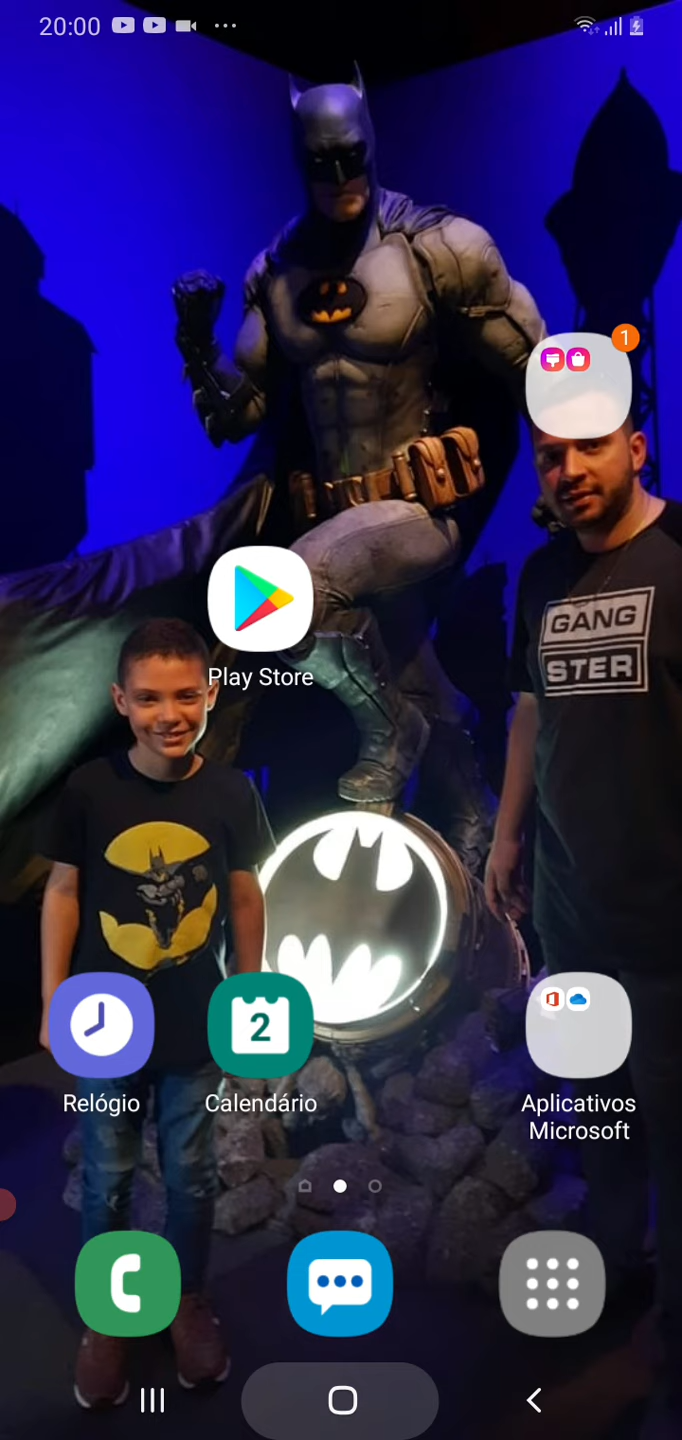 20:00
1
GANG
STER
Play Store
2
Relógio
Calendário
Aplicativos
Microsoft